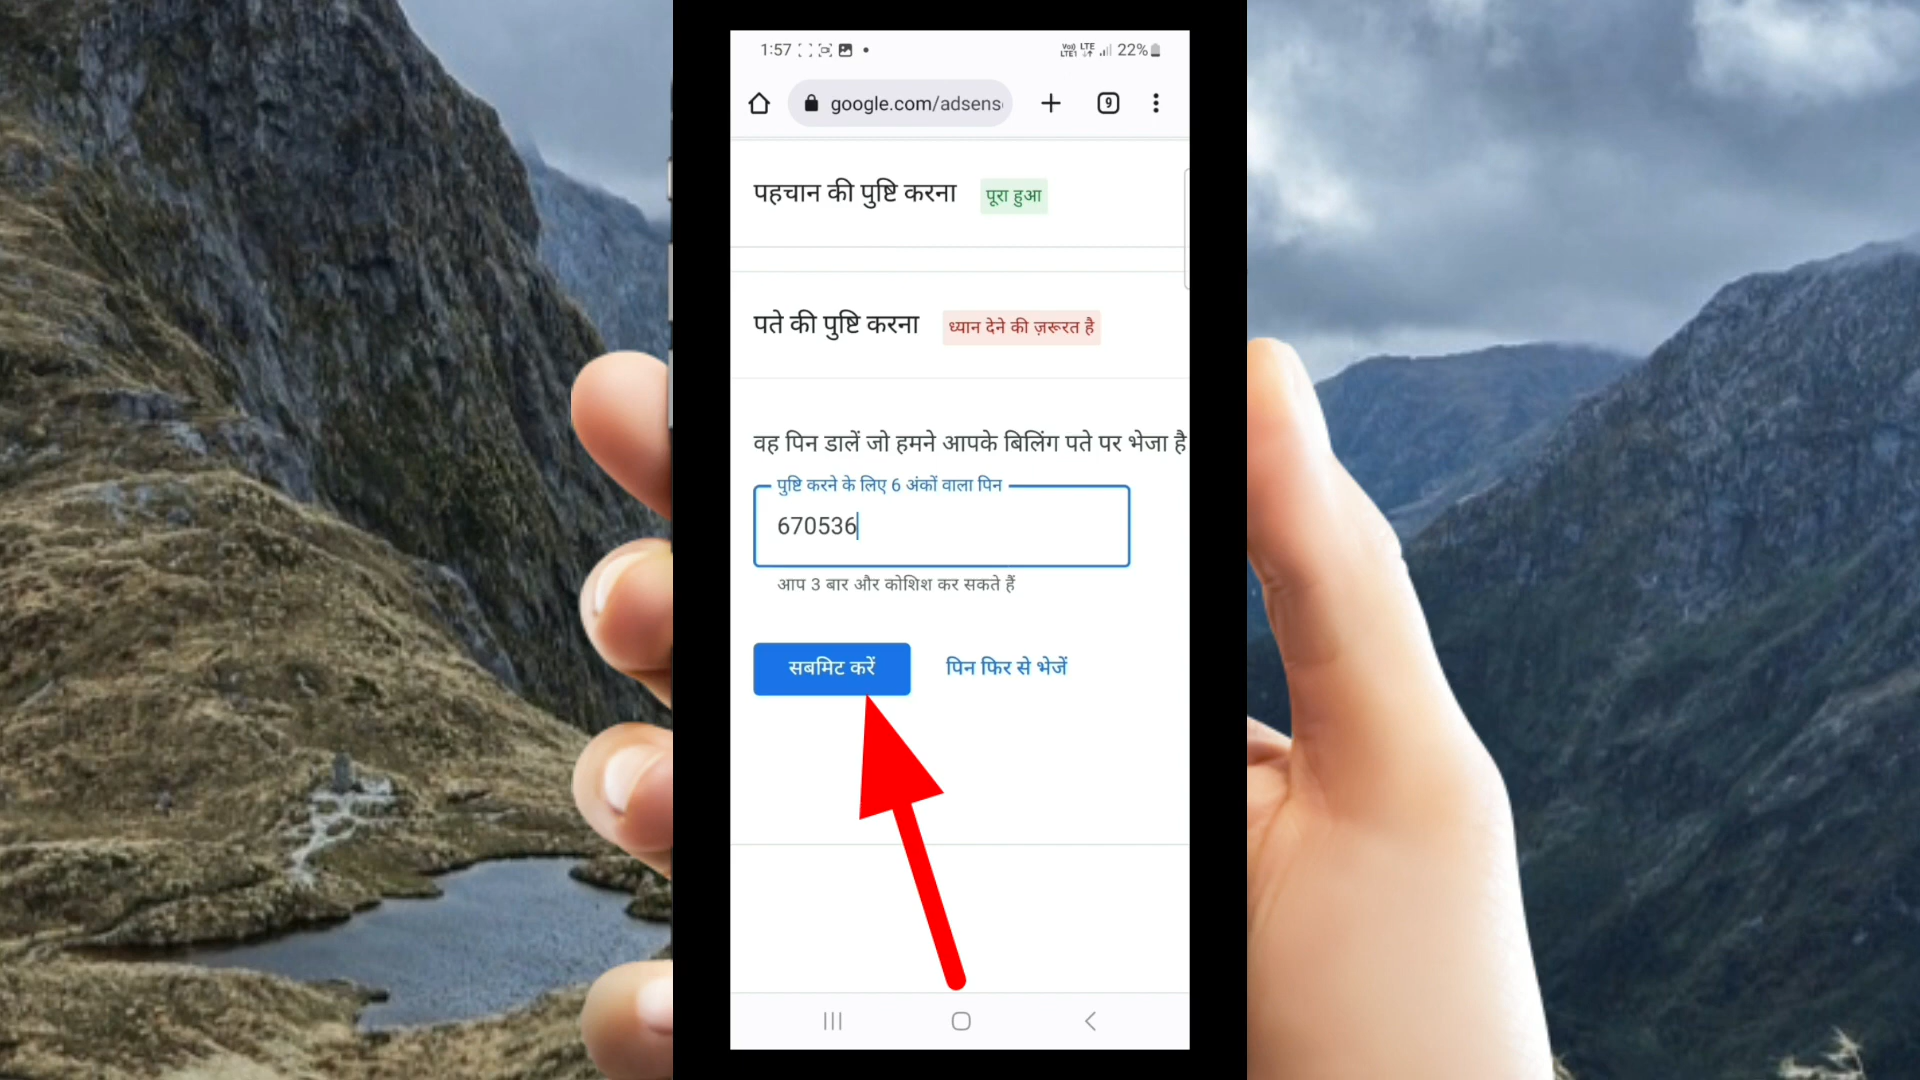 1:57 22%
google.com/adsens
9
पहचान की पुष्टि करना पूरा हुआ
पते की पुष्टि करना ध्यान देने की ज़रूरत है
वह पिन डालें जो हमने आपके बिलिंग पते पर भेजा है
पुष्टि करने के लिए 6 अंकों वाला पिन
670536
आप 3 बार और कोशिश कर सकते हैं
सबमिट करें पिन फिर से भेजें